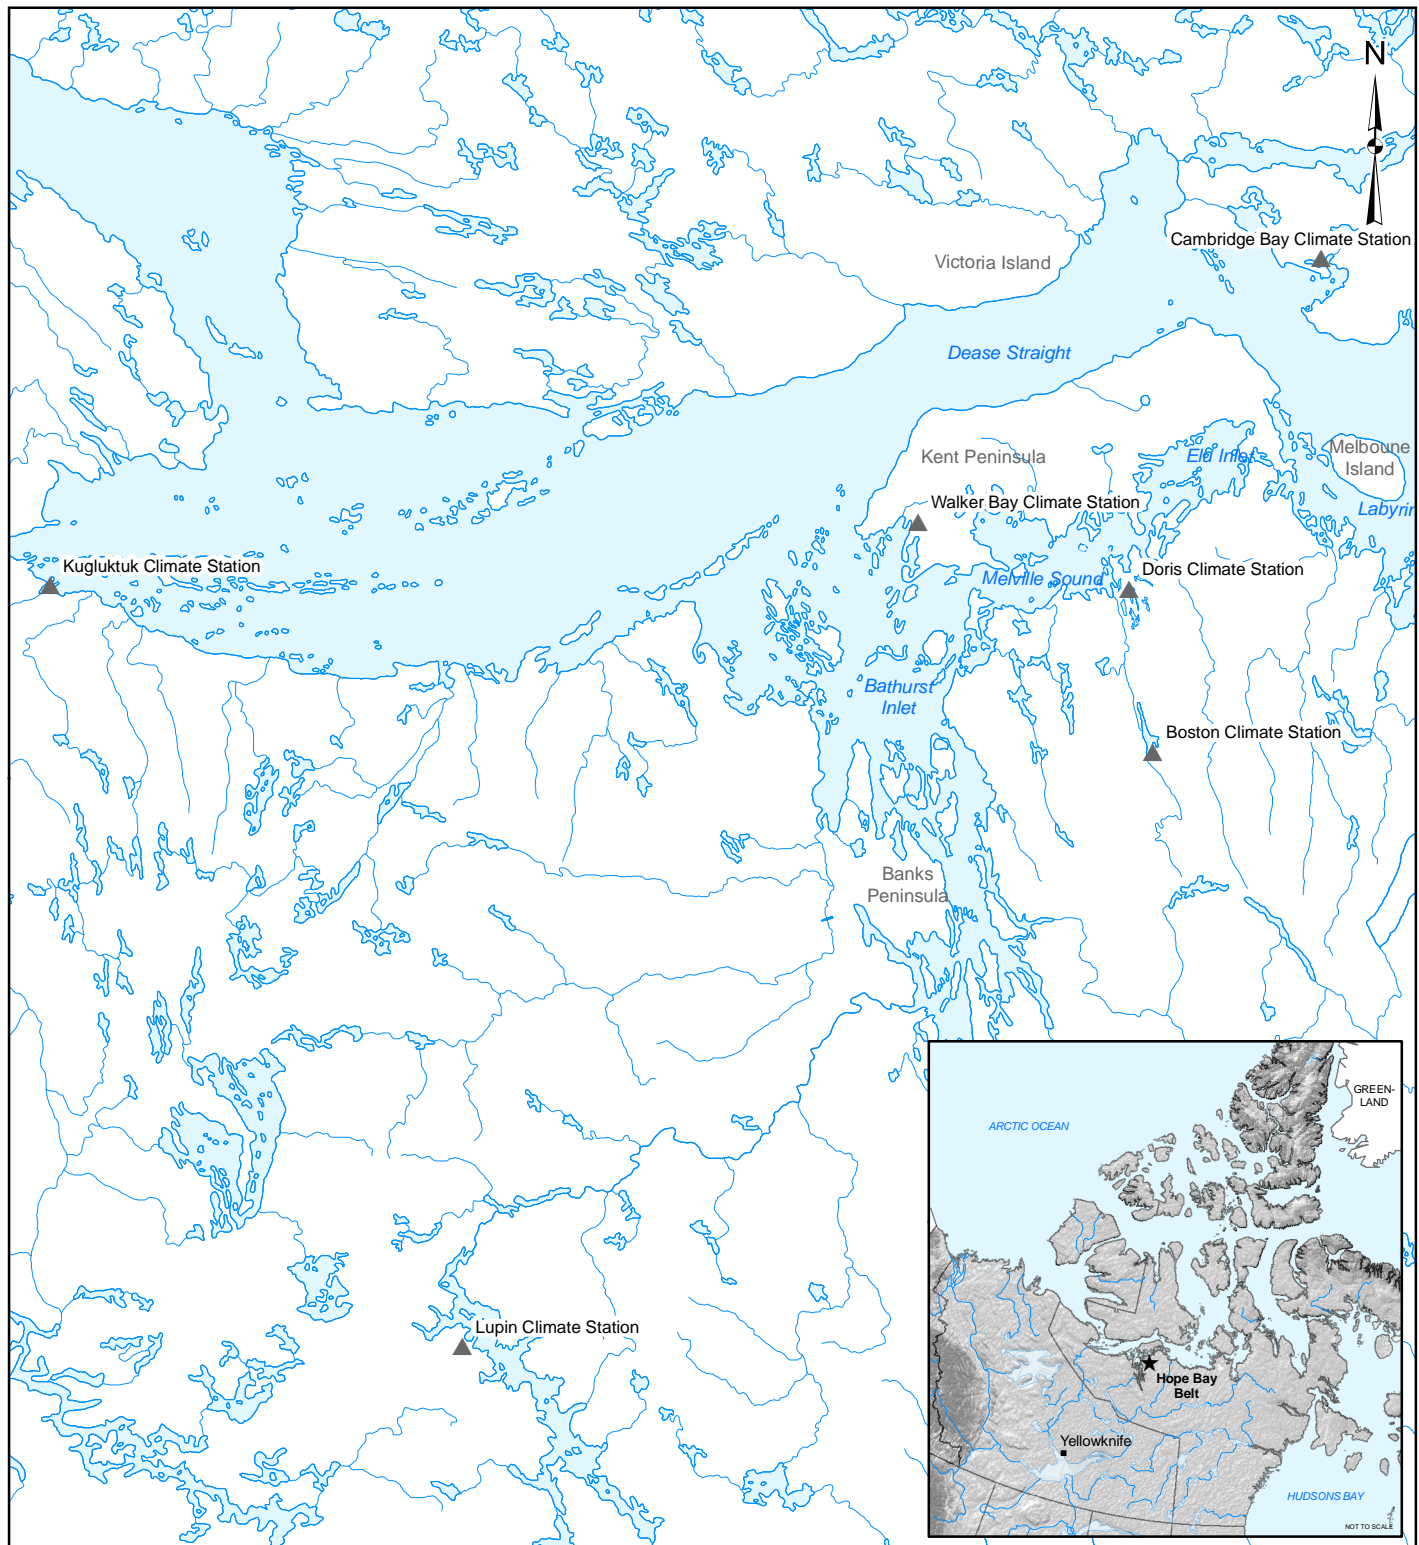 N
Cambridge Bay Climate Station
Victoria Island
Dease Straight
Kent Peninsula
Elu Inlet
Melboune
Island
Walker Bay Climate Station
Labyrin
Kugluktuk Climate Station
Melville Sound
Doris Climate Station
Bathurst
Inlet
Boston Climate Station
Banks
Peninsula
GREEN-
LAND
ARCTIC OCEAN
Lupin Climate Station
Hope Bay
Belt
Yellowknife
HUDSONS BAY
NOT TO SCALE